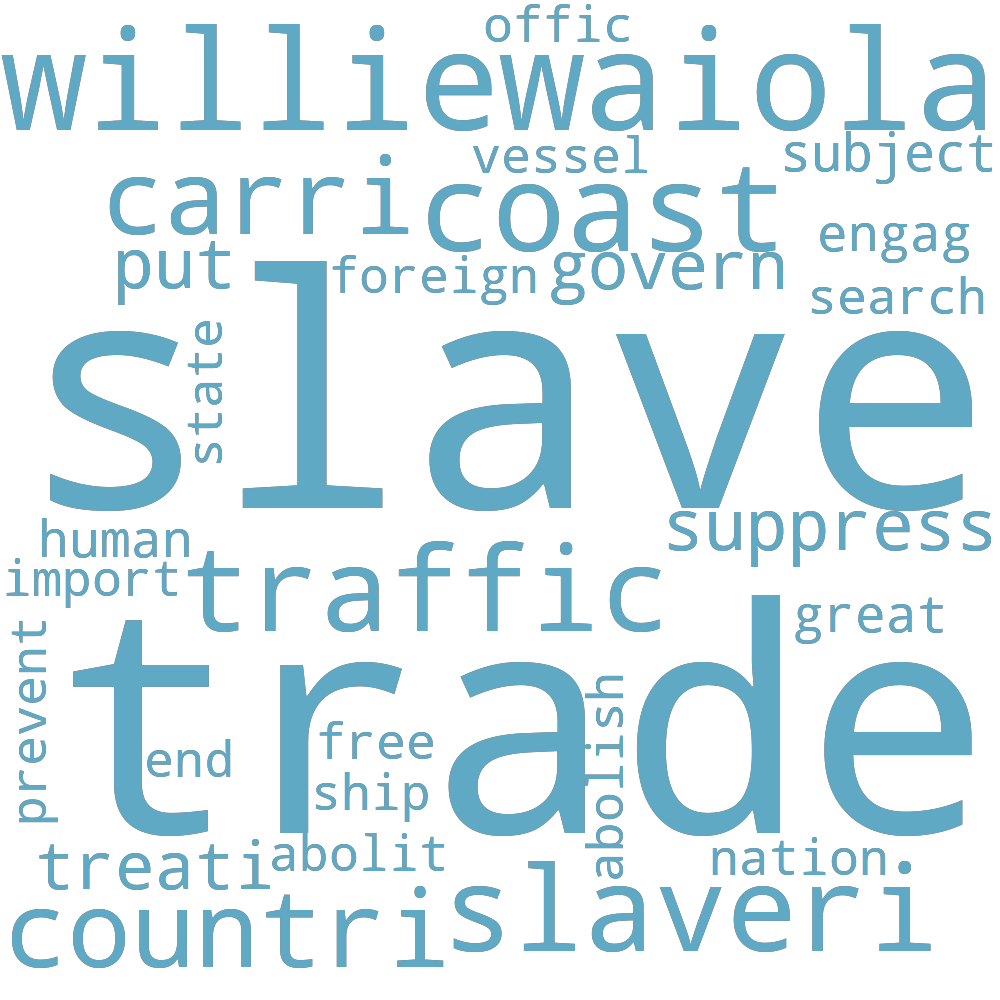 offic
williewaiola
vessel
subject
carri
coast
engag
put
foreign
govern
search
slave
state
suppress
human
import
traffic
great
prevent
trade
abolish
free
end
ship
treati
abolit
nation
countri
slaveri